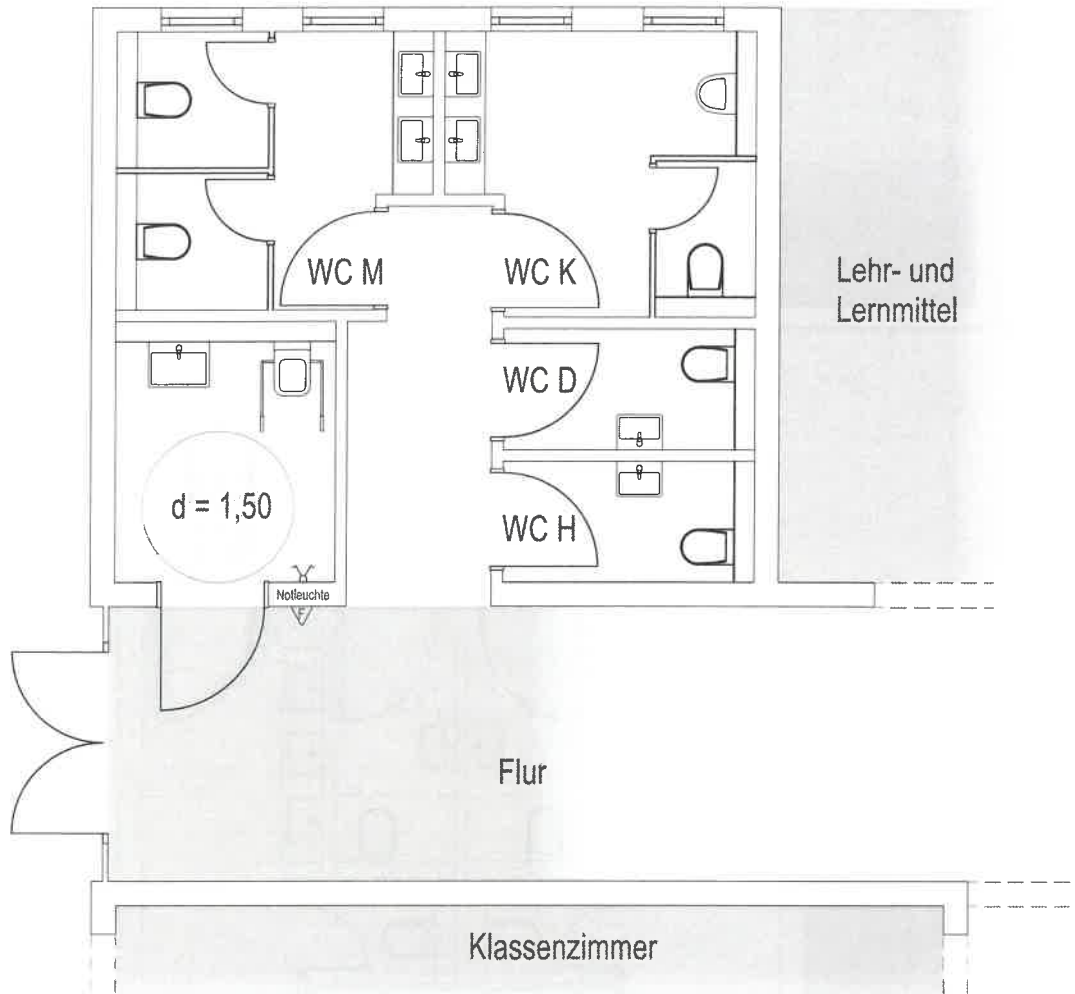 WC M
WC K
Lehr- und
Lernmittel
WC D
d = 1,50
WC H
Notleuchte
F
Flur
Klassenzimmer